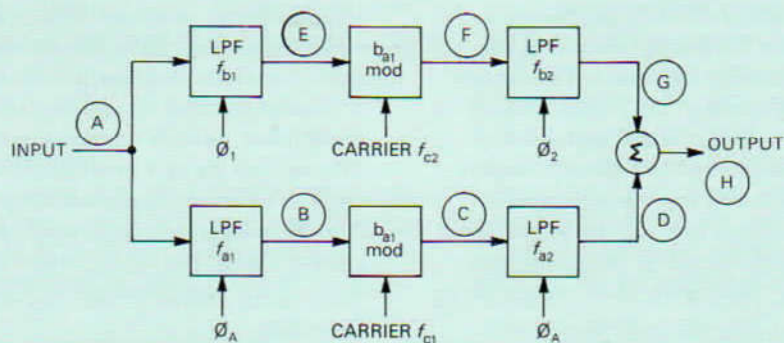 E
F
LPF
f_b1
b_a1
mod
LPF
f_b2
G
A
INPUT
Ø_1
CARRIER f_c2
Ø_2
Σ
OUTPUT
H
B
C
D
LPF
f_a1
b_a1
mod
LPF
f_a2
Ø_A
CARRIER f_c1
Ø_A